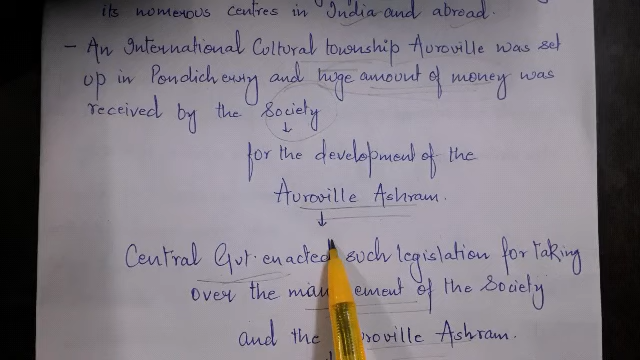 its numerous centres in India and abroad.
- An International Cultural township Auroville was set
up in Pondicherry and huge amount of money was
received by the Society
↓
for the development of the
Auroville Ashram.
↓
Central Gvt. enacted such legislation for taking
over the of the Society
and the Ashram.